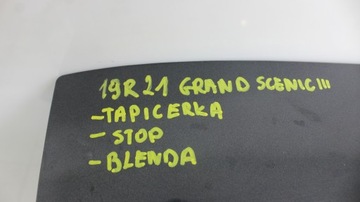 19R21 GRAND SCENIC III
-TAPICERKA
- STOP
- BLENDA